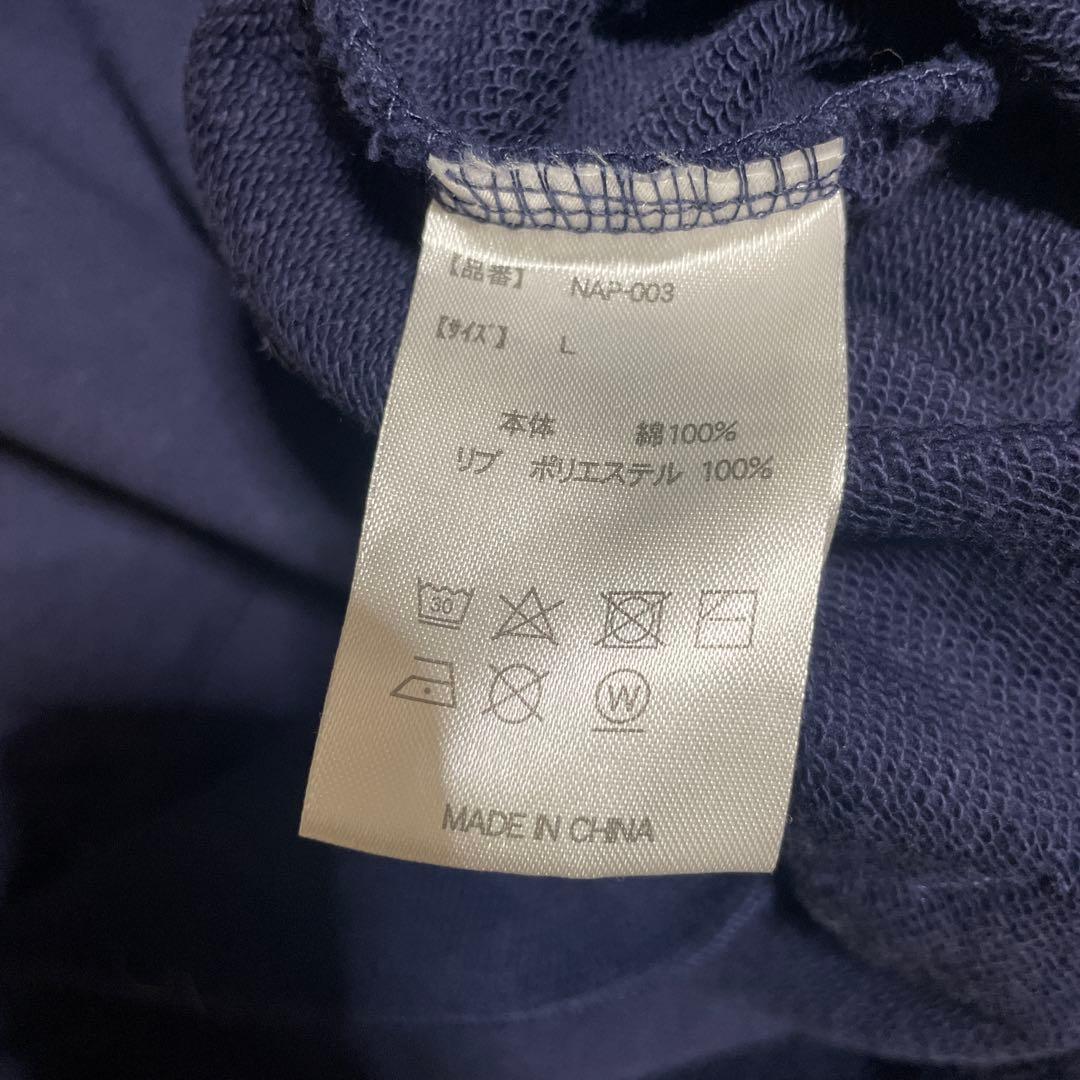 【品番】 NAP-003
【ｻｲｽﾞ】 L
本体 綿100%
リブ ポリエステル 100%
30
W
MADE IN CHINA